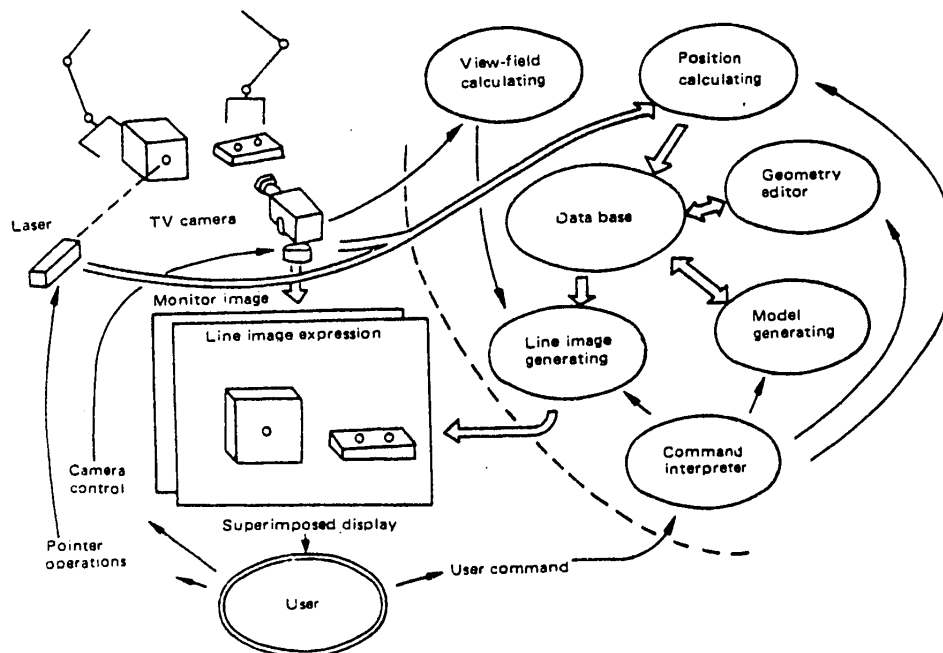 View-field
calculating
Position
calculating
Geometry
editor
Laser
TV camera
Data base
Monitor image
Line image expression
Line image
generating
Model
generating
Camera
control
Command
interpreter
Superimposed display
Pointer
operations
User command
User